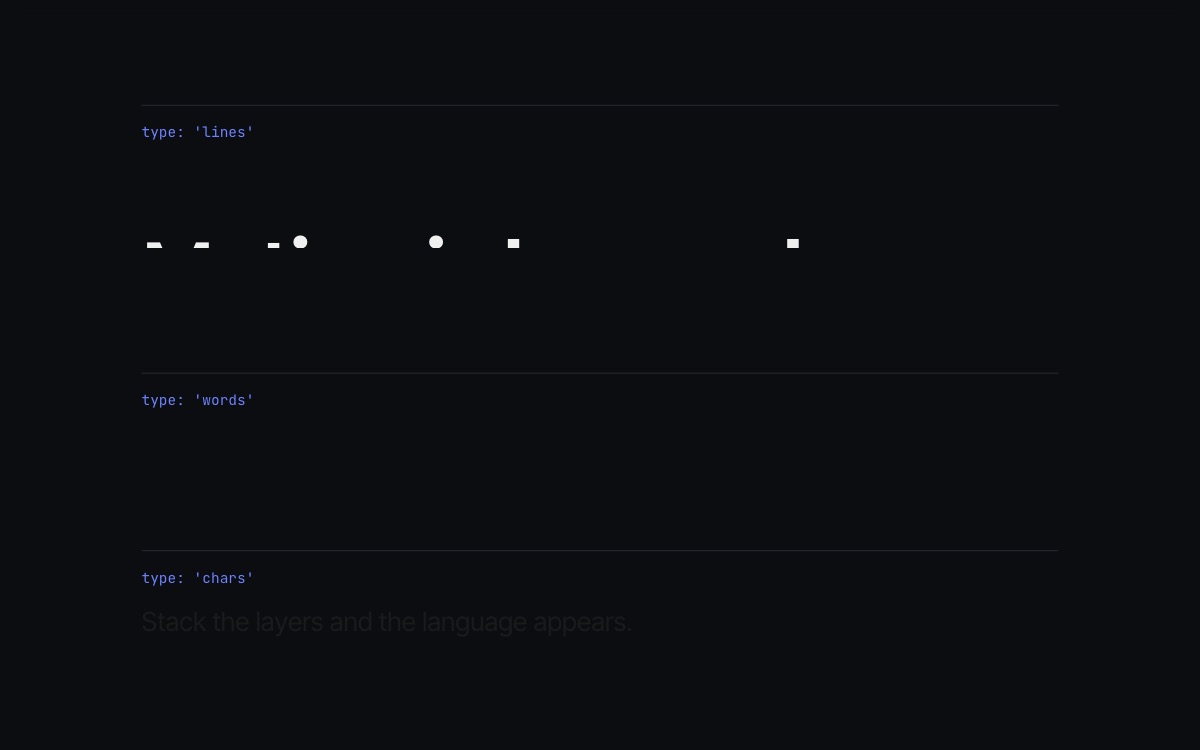 type: 'lines'
type: 'words'
type: 'chars'
Stack the layers and the language appears.